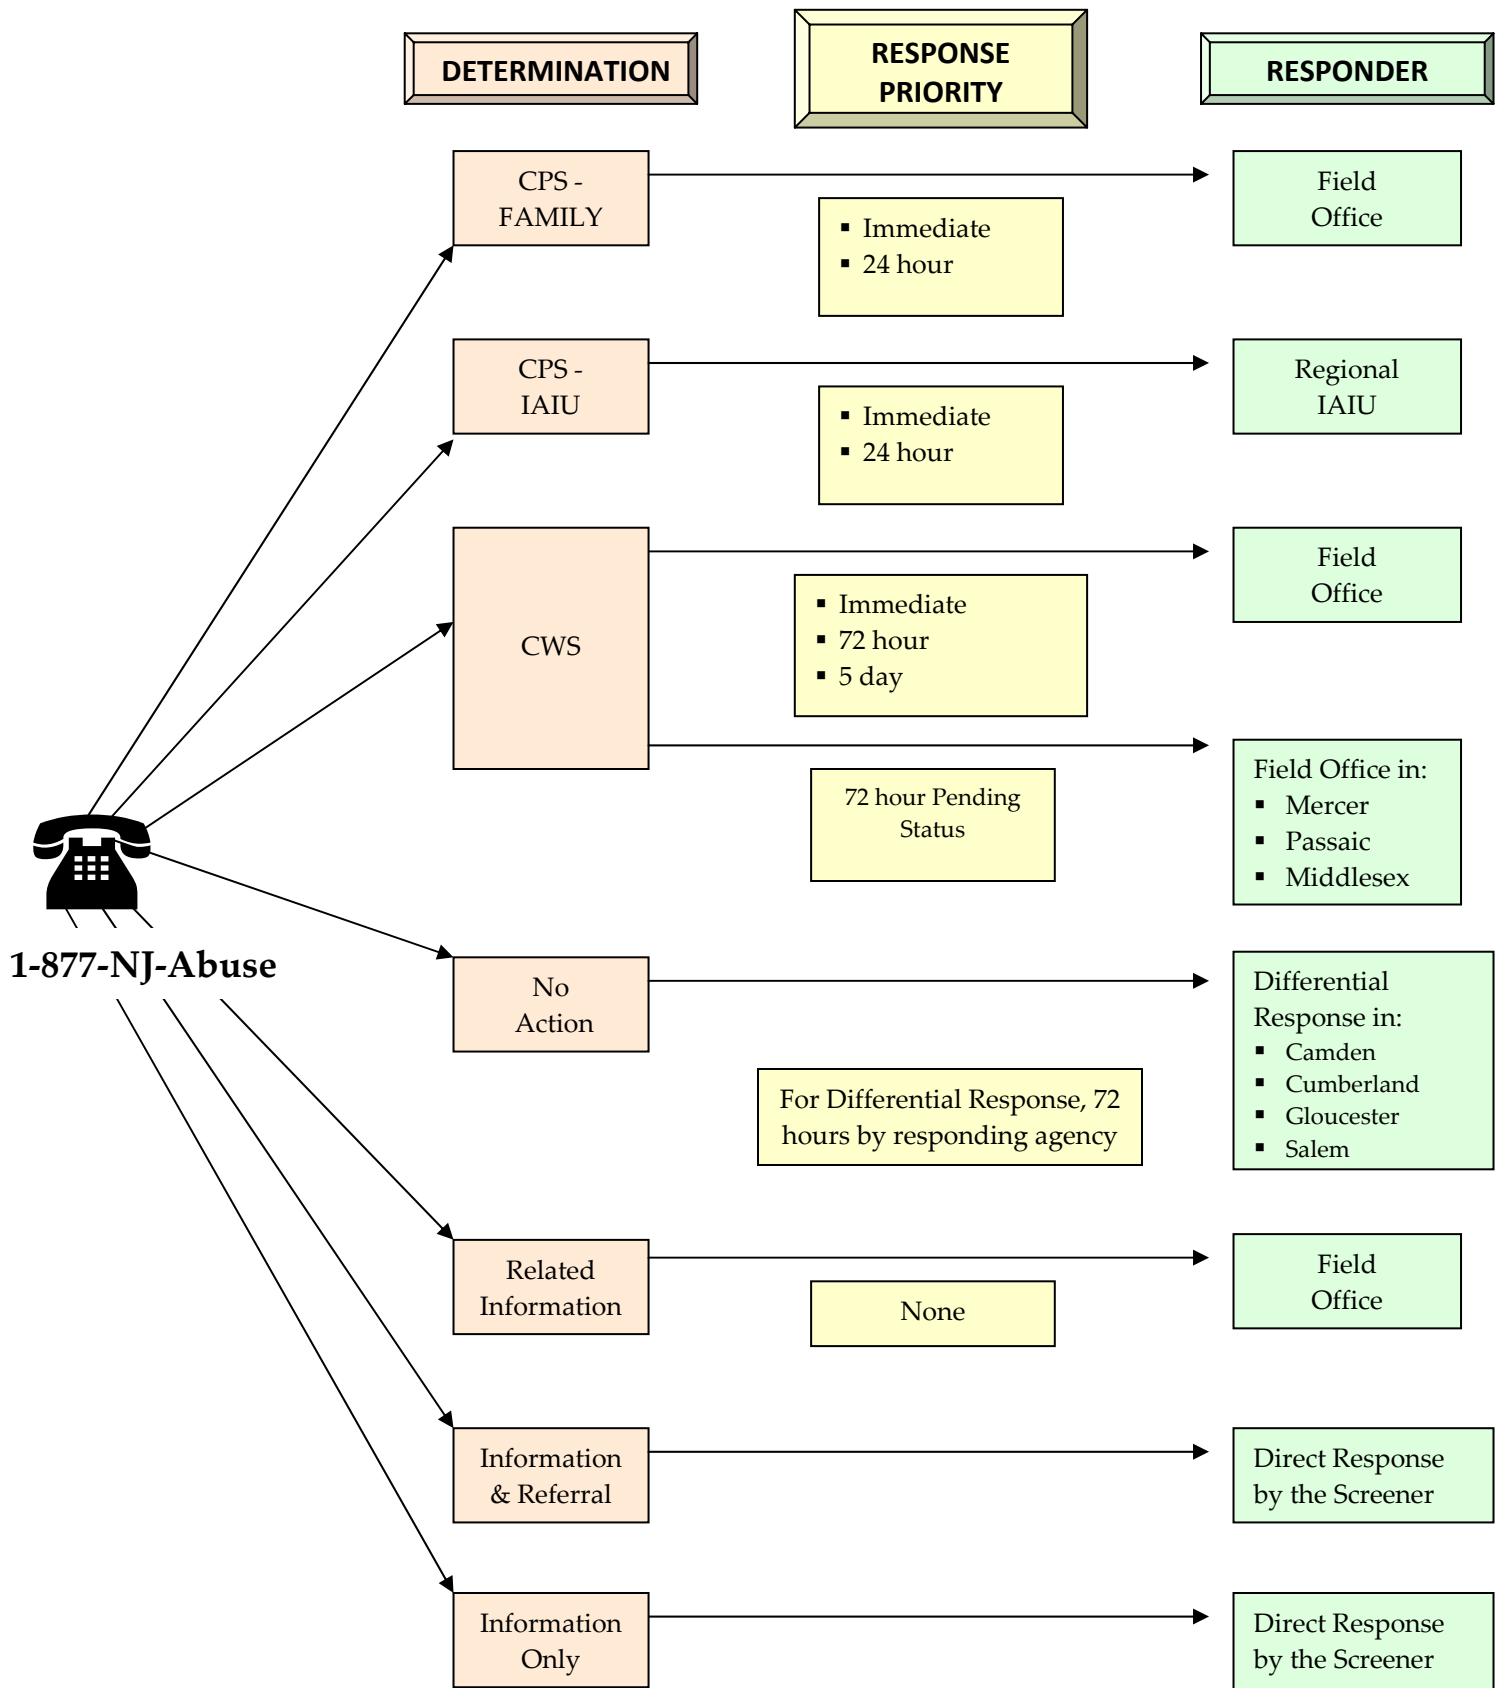 DETERMINATION
RESPONSE
PRIORITY
RESPONDER
CPS -
FAMILY
▪ Immediate
▪ 24 hour
Field
Office
CPS -
IAIU
▪ Immediate
▪ 24 hour
Regional
IAIU
CWS
▪ Immediate
▪ 72 hour
▪ 5 day
Field
Office
72 hour Pending
Status
Field Office in:
▪ Mercer
▪ Passaic
▪ Middlesex
1-877-NJ-Abuse
No
Action
For Differential Response, 72
hours by responding agency
Differential
Response in:
▪ Camden
▪ Cumberland
▪ Gloucester
▪ Salem
Related
Information
None
Field
Office
Information
& Referral
Direct Response
by the Screener
Information
Only
Direct Response
by the Screener